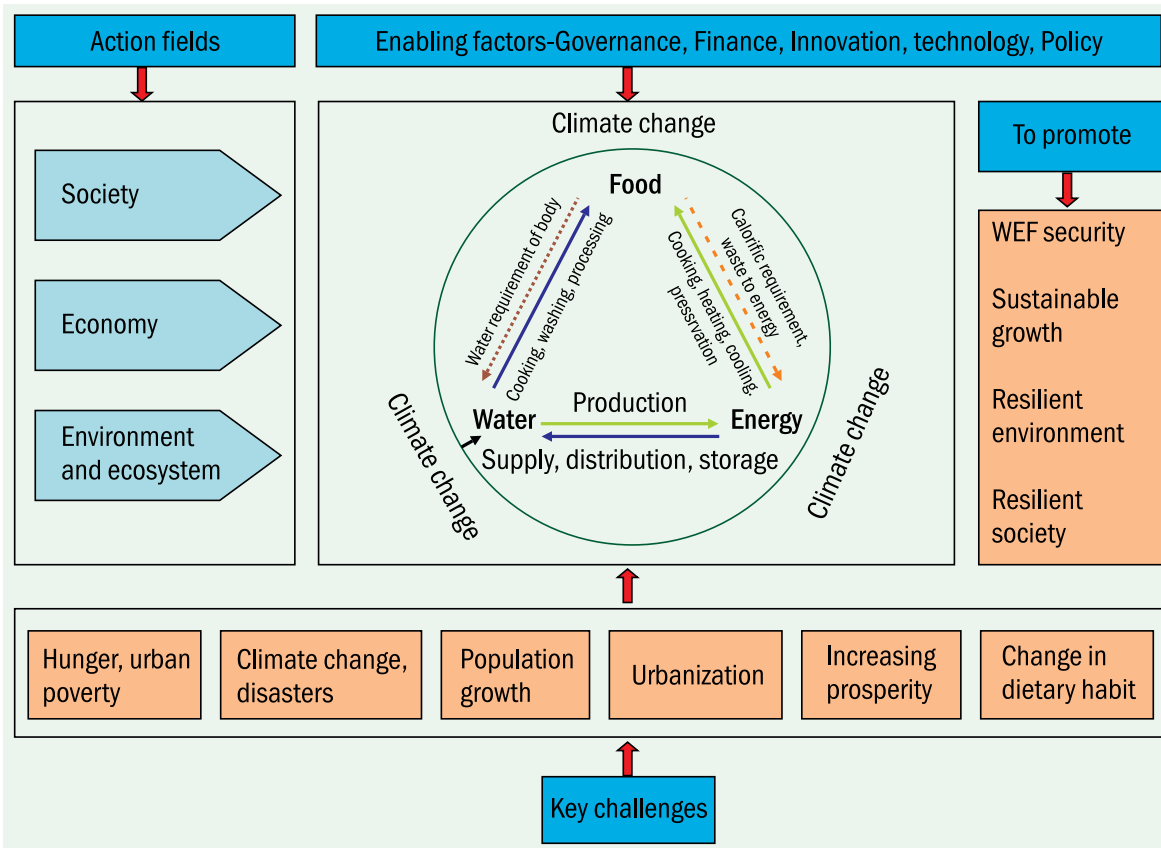 Action fields
Enabling factors-Governance, Finance, Innovation, technology, Policy
Society
Economy
Environment
and ecosystem
Climate change
Food
Water requirement of body
Cooking, washing, processing
Calorific requirement,
waste to energy
Cooking, heating, cooling,
pressrvation
Water
Production
Energy
Supply, distribution, storage
Climate change
Climate change
To promote
WEF security
Sustainable
growth
Resilient
environment
Resilient
society
Hunger, urban
poverty
Climate change,
disasters
Population
growth
Urbanization
Increasing
prosperity
Change in
dietary habit
Key challenges